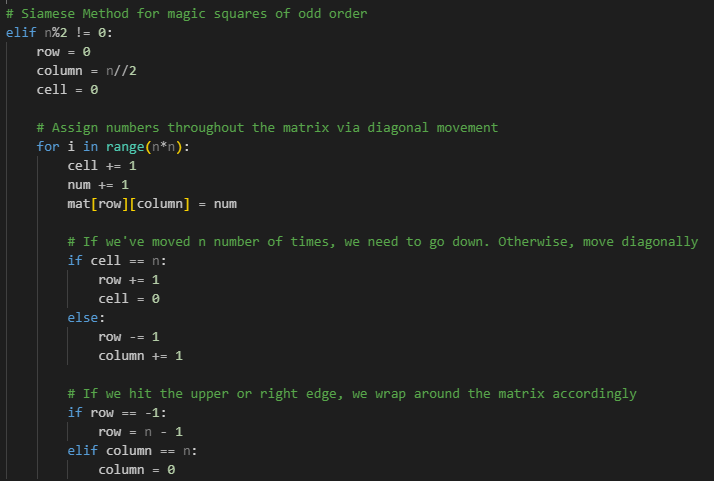 # Siamese Method for magic squares of odd order
elif n%2 != 0:
    row = 0
    column = n//2
    cell = 0

    # Assign numbers throughout the matrix via diagonal movement
    for i in range(n*n):
        cell += 1
        num += 1
        mat[row][column] = num

        # If we've moved n number of times, we need to go down. Otherwise, move diagonally
        if cell == n:
            row += 1
            cell = 0
        else:
            row -= 1
            column += 1

        # If we hit the upper or right edge, we wrap around the matrix accordingly
        if row == -1:
            row = n - 1
        elif column == n:
            column = 0